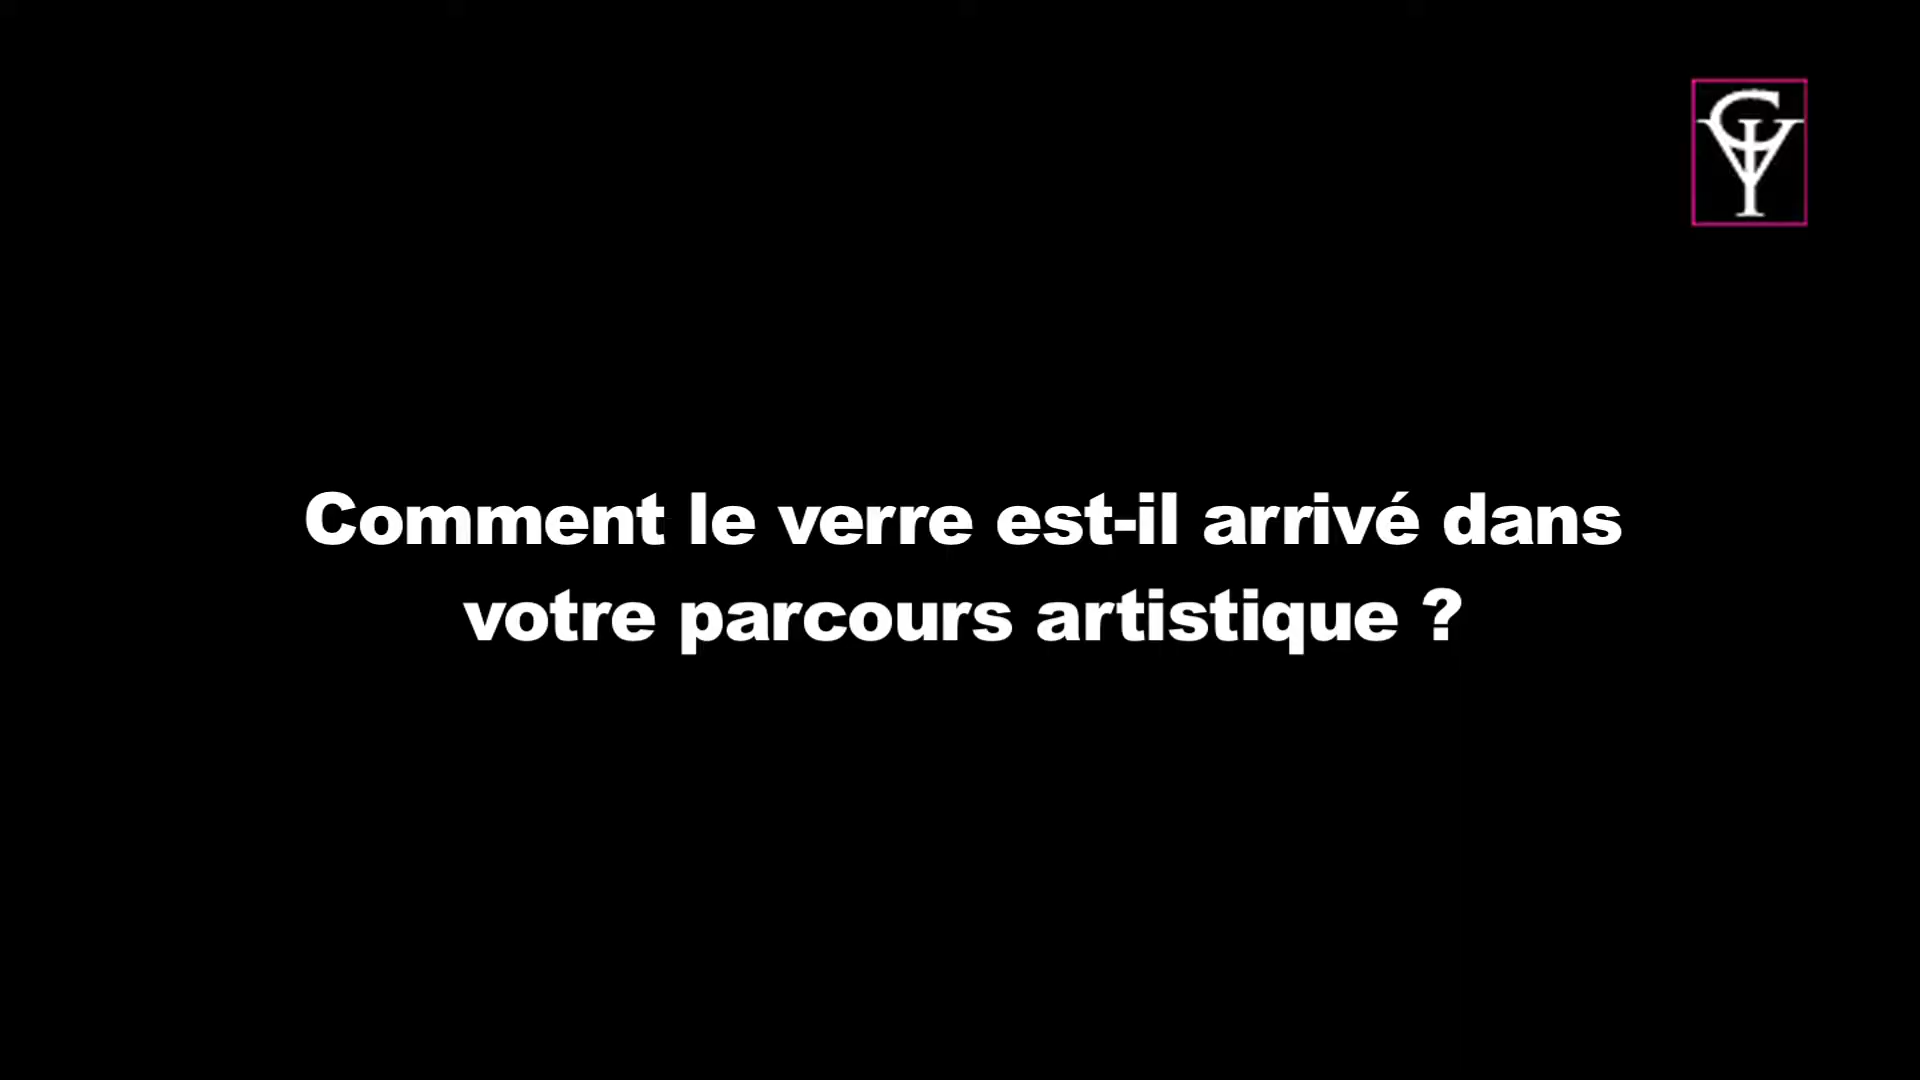 Comment le verre est-il arrivé dans
votre parcours artistique ?